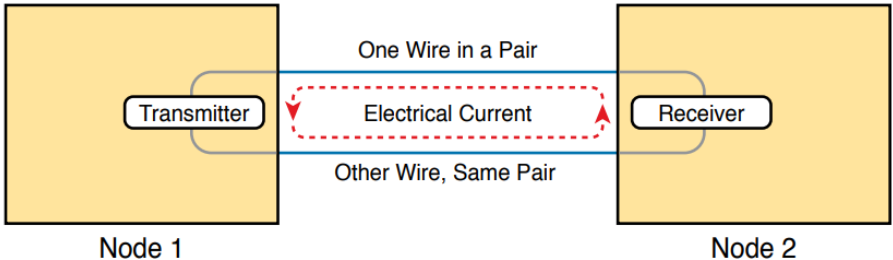 One Wire in a Pair
Transmitter
Electrical Current
Receiver
Other Wire, Same Pair
Node 1
Node 2